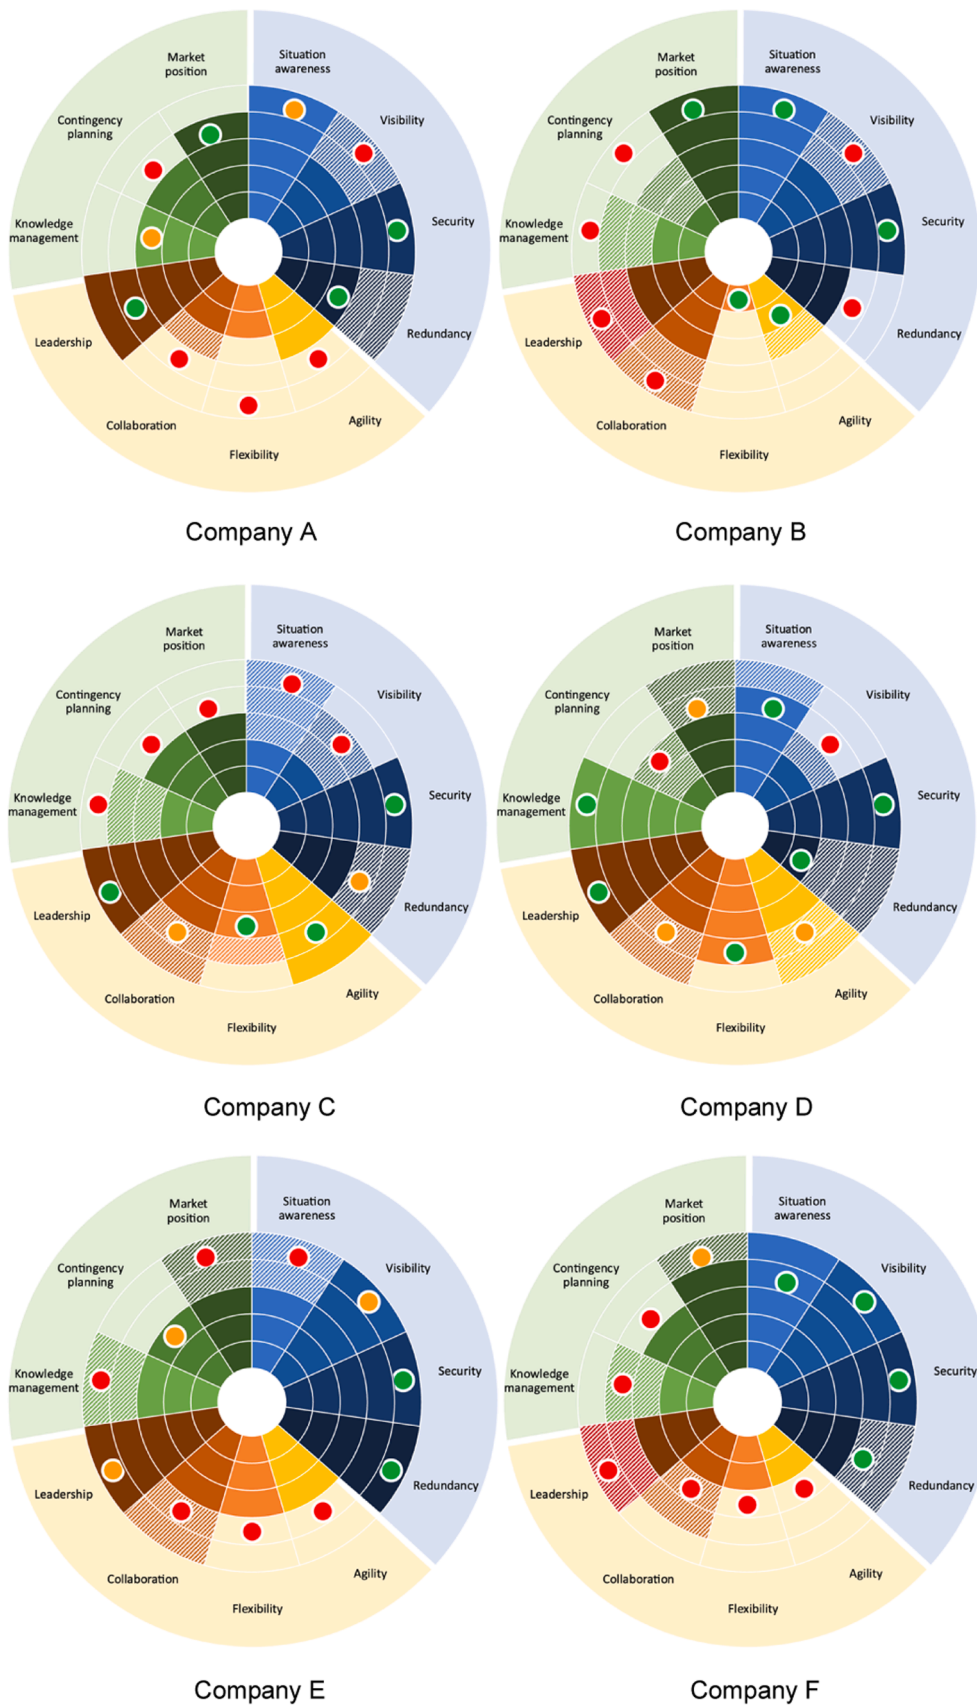 Market
position
Situation
awareness
Contingency
planning
Visibility
Knowledge
management
Security
Leadership
Redundancy
Collaboration
Agility
Flexibility
Company A
Market
position
Situation
awareness
Contingency
planning
Visibility
Knowledge
management
Security
Leadership
Redundancy
Collaboration
Agility
Flexibility
Company B
Market
position
Situation
awareness
Contingency
planning
Visibility
Knowledge
management
Security
Leadership
Redundancy
Collaboration
Agility
Flexibility
Company C
Market
position
Situation
awareness
Contingency
planning
Visibility
Knowledge
management
Security
Leadership
Redundancy
Collaboration
Agility
Flexibility
Company D
Market
position
Situation
awareness
Contingency
planning
Visibility
Knowledge
management
Security
Leadership
Redundancy
Collaboration
Agility
Flexibility
Company E
Market
position
Situation
awareness
Contingency
planning
Visibility
Knowledge
management
Security
Leadership
Redundancy
Collaboration
Agility
Flexibility
Company F